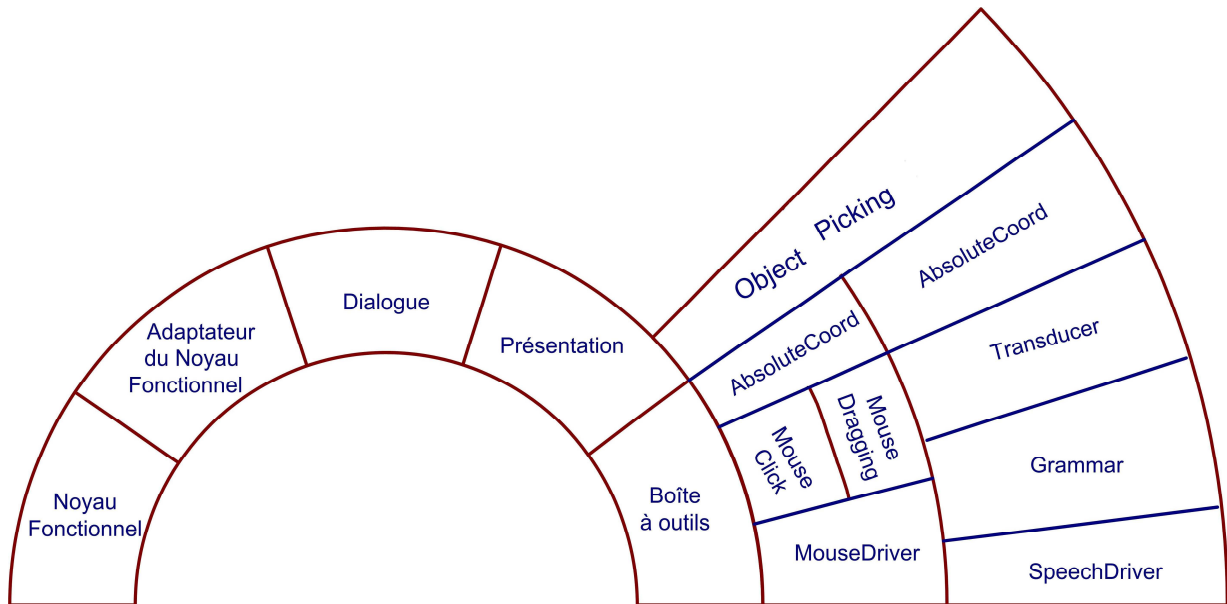 Noyau
Fonctionnel
Adaptateur
du Noyau
Fonctionnel
Dialogue
Présentation
Boîte
à outils
Object Picking
AbsoluteCoord
Mouse
Click
Mouse
Dragging
MouseDriver
AbsoluteCoord
Transducer
Grammar
SpeechDriver